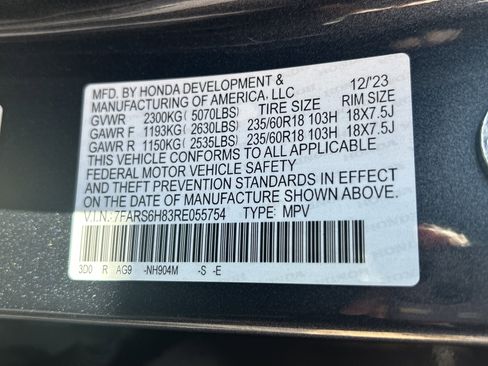 MFD. BY HONDA DEVELOPMENT & 12/'23
MANUFACTURING OF AMERICA, LLC
GVWR 2300KG ( 5070LBS) TIRE SIZE RIM SIZE
GAWR F 1193KG ( 2630LBS) 235/60R18 103H 18X7.5J
GAWR R 1150KG ( 2535LBS) 235/60R18 103H 18X7.5J
THIS VEHICLE CONFORMS TO ALL APPLICABLE
FEDERAL MOTOR VEHICLE SAFETY
AND THEFT PREVENTION STANDARDS IN EFFECT
ON THE DATE OF MANUFACTURE SHOWN ABOVE.
V.I.N.:7FARS6H83RE055754 TYPE: MPV
3D0 R AG9 -NH904M -S -E